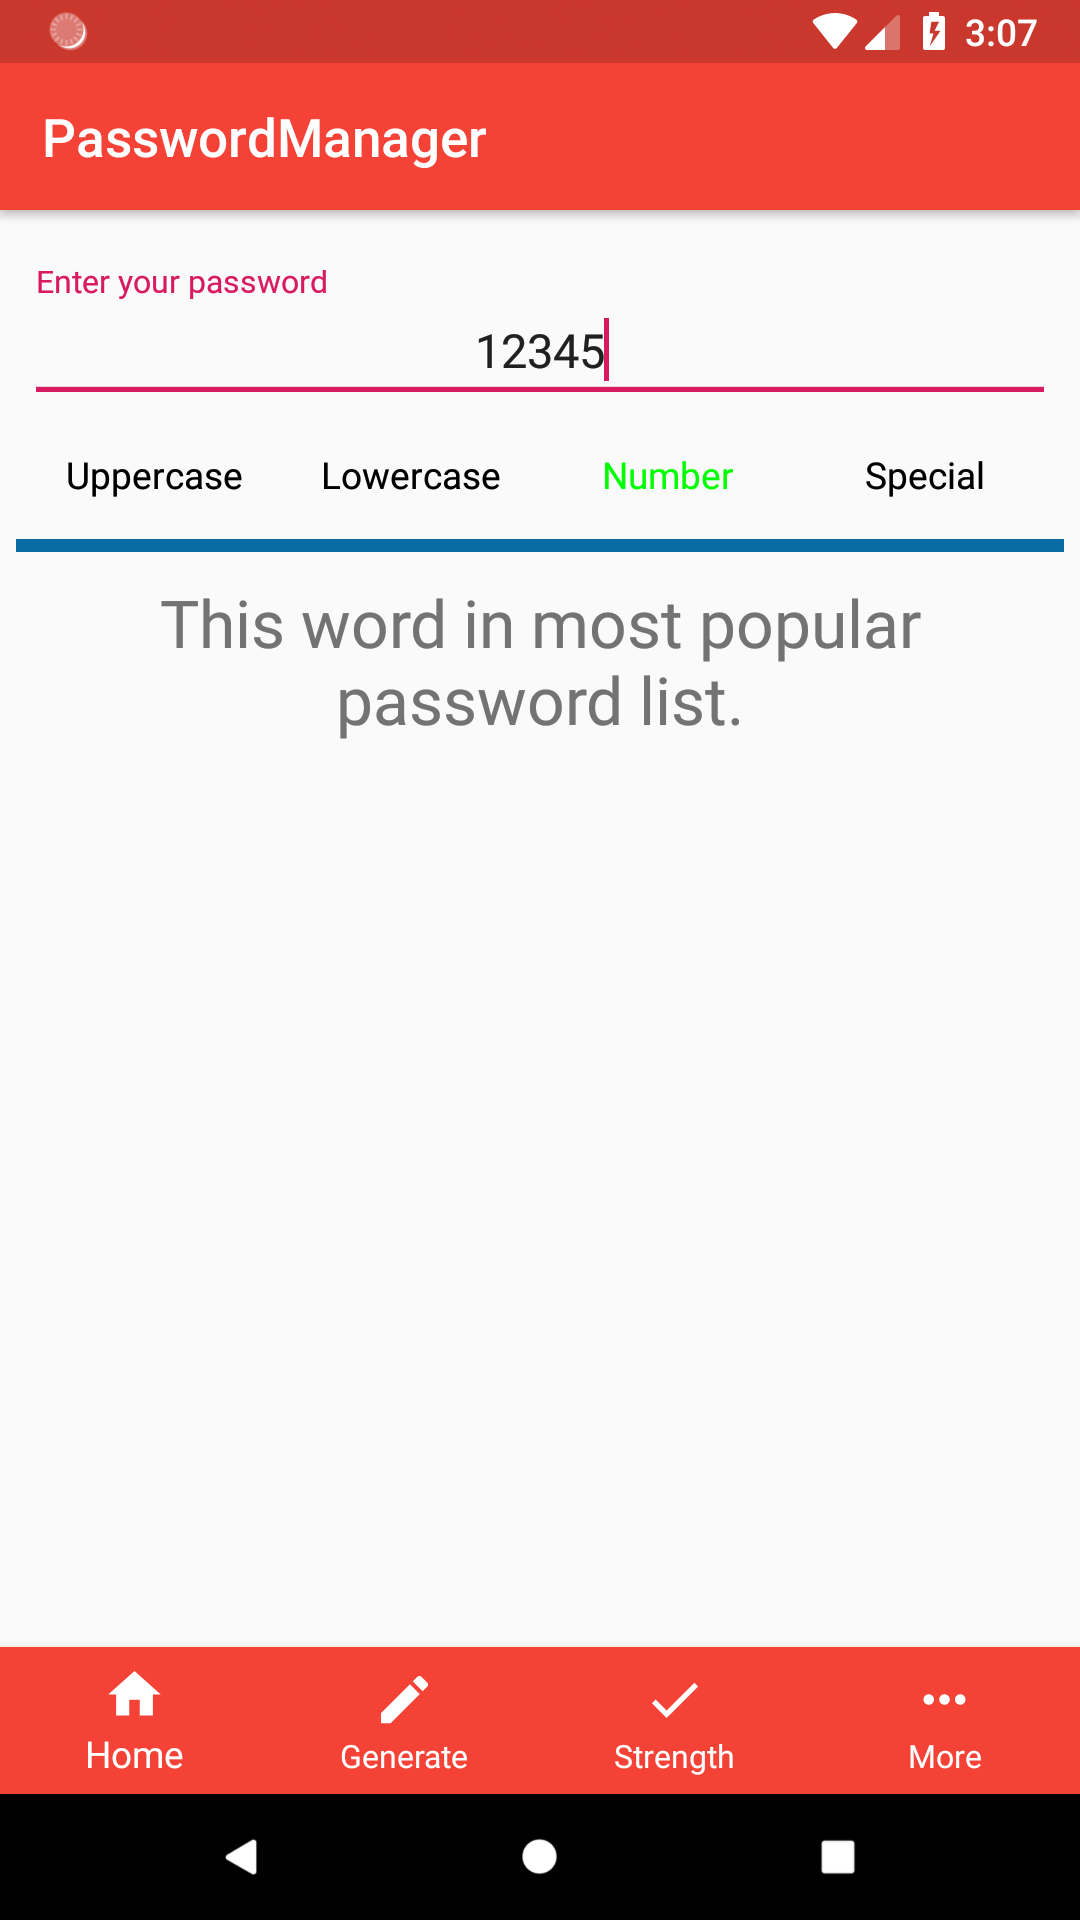 3:07
PasswordManager
Enter your password
12345
Uppercase Lowercase Number Special
This word in most popular
password list.
Home Generate Strength More